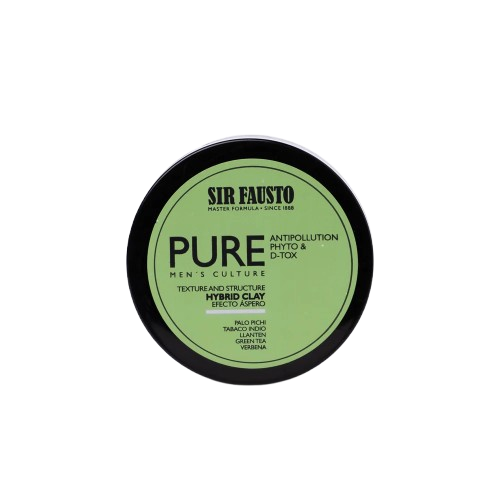 SIR FAUSTO
MASTER FORMULA • SINCE 1888
PURE
MEN'S CULTURE
ANTIPOLLUTION
PHYTO &
D-TOX
TEXTURE AND STRUCTURE
HYBRID CLAY
EFECTO ÁSPERO
PALO PICHI
TABACO INDIO
LLANTEN
GREEN TEA
VERBENA